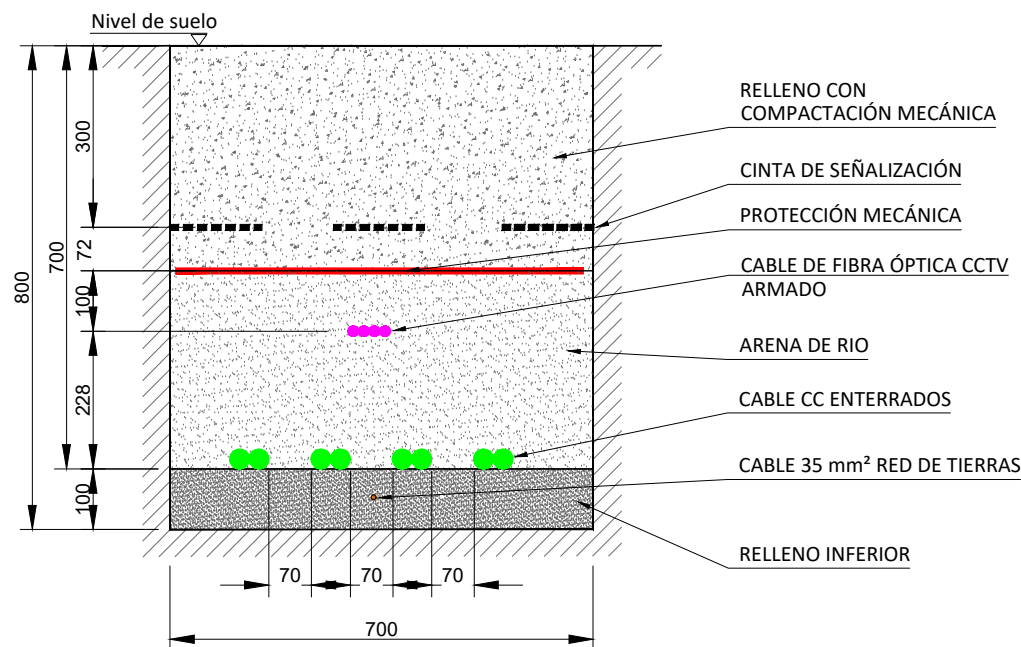 Nivel de suelo
RELLENO CON
COMPACTACIÓN MECÁNICA
CINTA DE SEÑALIZACIÓN
PROTECCIÓN MECÁNICA
CABLE DE FIBRA ÓPTICA CCTV
ARMADO
ARENA DE RIO
CABLE CC ENTERRADOS
CABLE 35 mm² RED DE TIERRAS
RELLENO INFERIOR
800
700
300
72
100
228
100
70
70
70
700